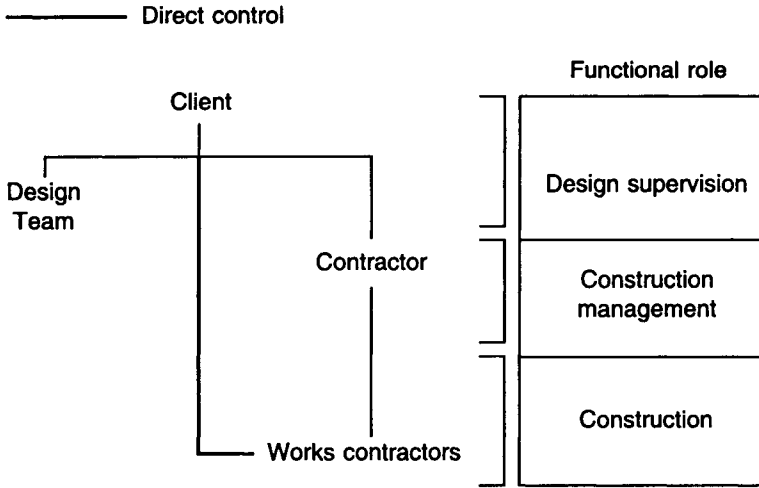 Direct control
Functional role
Client
Design
Team
Design supervision
Contractor
Construction
management
Works contractors
Construction